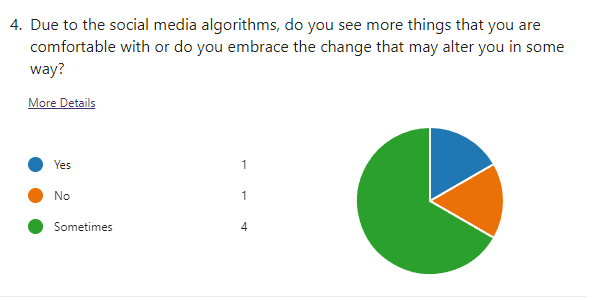 4. Due to the social media algorithms, do you see more things that you are
comfortable with or do you embrace the change that may alter you in some
way?
More Details
Yes 1
No 1
Sometimes 4